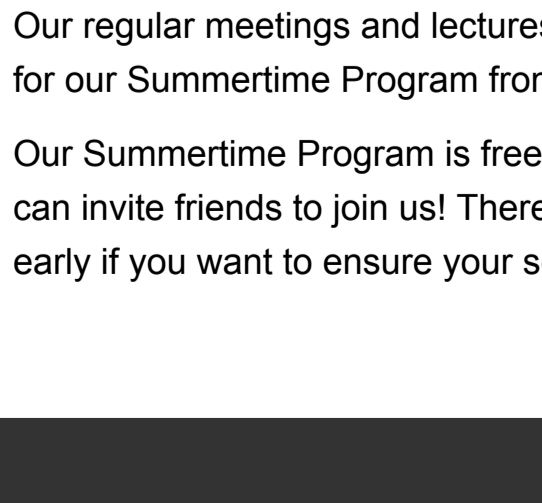 Our regular meetings and lectures
for our Summertime Program from
Our Summertime Program is free
can invite friends to join us! There
early if you want to ensure your